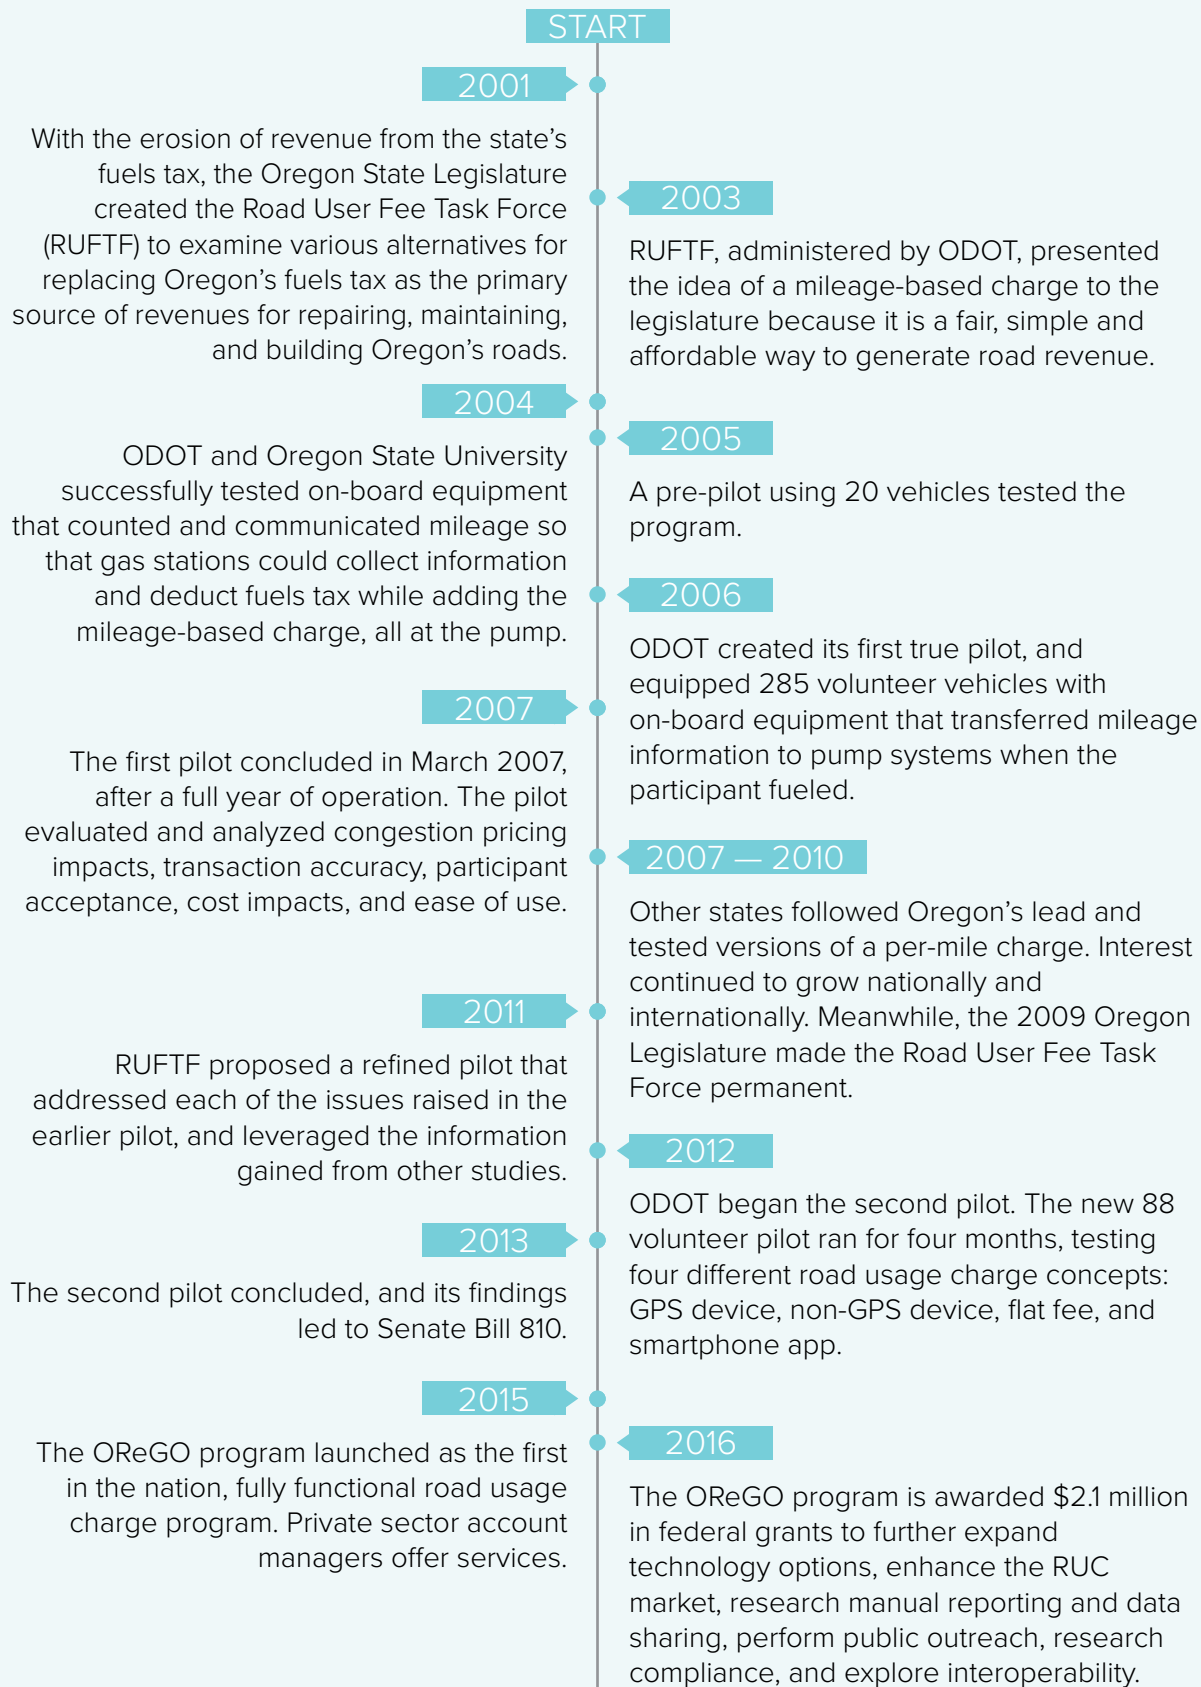 START
2001
With the erosion of revenue from the state’s
fuels tax, the Oregon State Legislature
created the Road User Fee Task Force
(RUFTF) to examine various alternatives for
replacing Oregon’s fuels tax as the primary
source of revenues for repairing, maintaining,
and building Oregon’s roads.
2003
RUFTF, administered by ODOT, presented
the idea of a mileage-based charge to the
legislature because it is a fair, simple and
affordable way to generate road revenue.
2004
ODOT and Oregon State University
successfully tested on-board equipment
that counted and communicated mileage so
that gas stations could collect information
and deduct fuels tax while adding the
mileage-based charge, all at the pump.
2005
A pre-pilot using 20 vehicles tested the
program.
2006
ODOT created its first true pilot, and
equipped 285 volunteer vehicles with
on-board equipment that transferred mileage
information to pump systems when the
participant fueled.
2007
The first pilot concluded in March 2007,
after a full year of operation. The pilot
evaluated and analyzed congestion pricing
impacts, transaction accuracy, participant
acceptance, cost impacts, and ease of use.
2007 — 2010
Other states followed Oregon’s lead and
tested versions of a per-mile charge. Interest
continued to grow nationally and
internationally. Meanwhile, the 2009 Oregon
Legislature made the Road User Fee Task
Force permanent.
2011
RUFTF proposed a refined pilot that
addressed each of the issues raised in the
earlier pilot, and leveraged the information
gained from other studies.
2012
ODOT began the second pilot. The new 88
volunteer pilot ran for four months, testing
four different road usage charge concepts:
GPS device, non-GPS device, flat fee, and
smartphone app.
2013
The second pilot concluded, and its findings
led to Senate Bill 810.
2015
The OReGO program launched as the first
in the nation, fully functional road usage
charge program. Private sector account
managers offer services.
2016
The OReGO program is awarded $2.1 million
in federal grants to further expand
technology options, enhance the RUC
market, research manual reporting and data
sharing, perform public outreach, research
compliance, and explore interoperability.